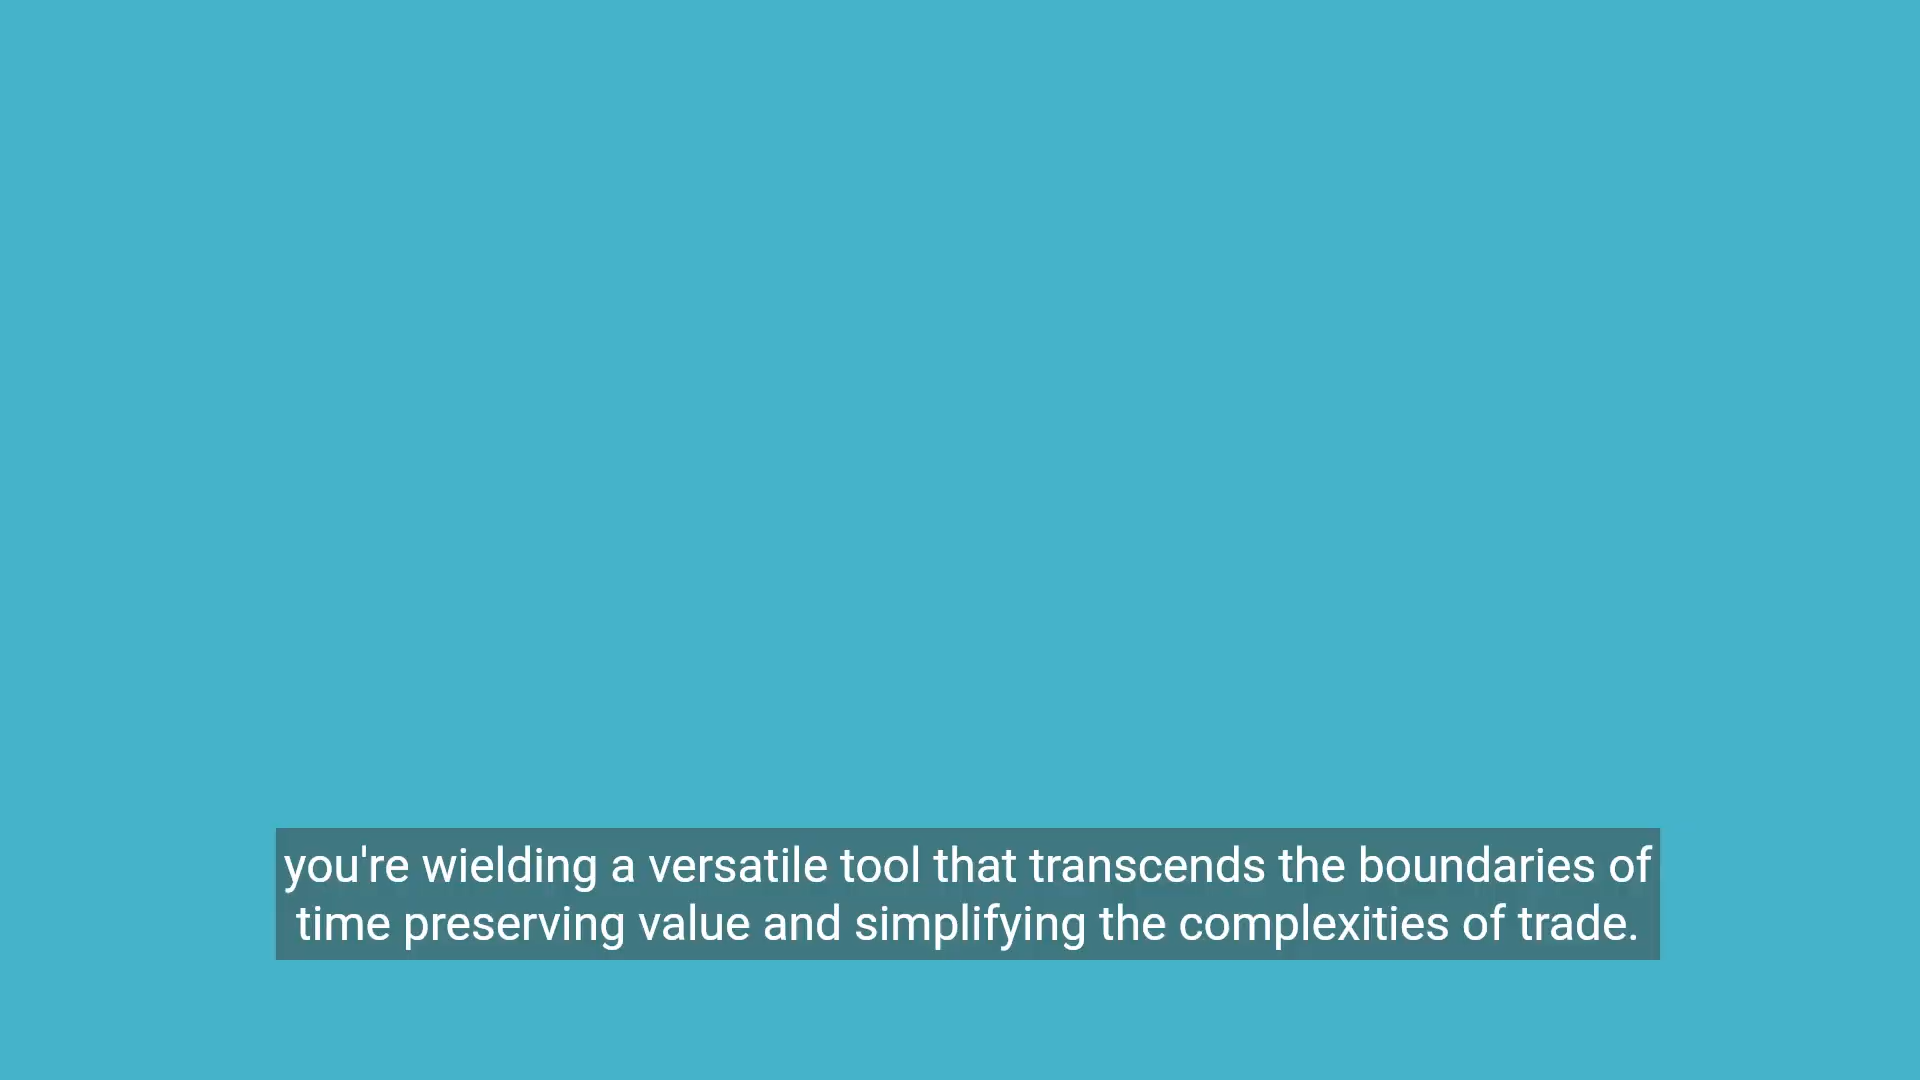 you're wielding a versatile tool that transcends the boundaries of
time preserving value and simplifying the complexities of trade.